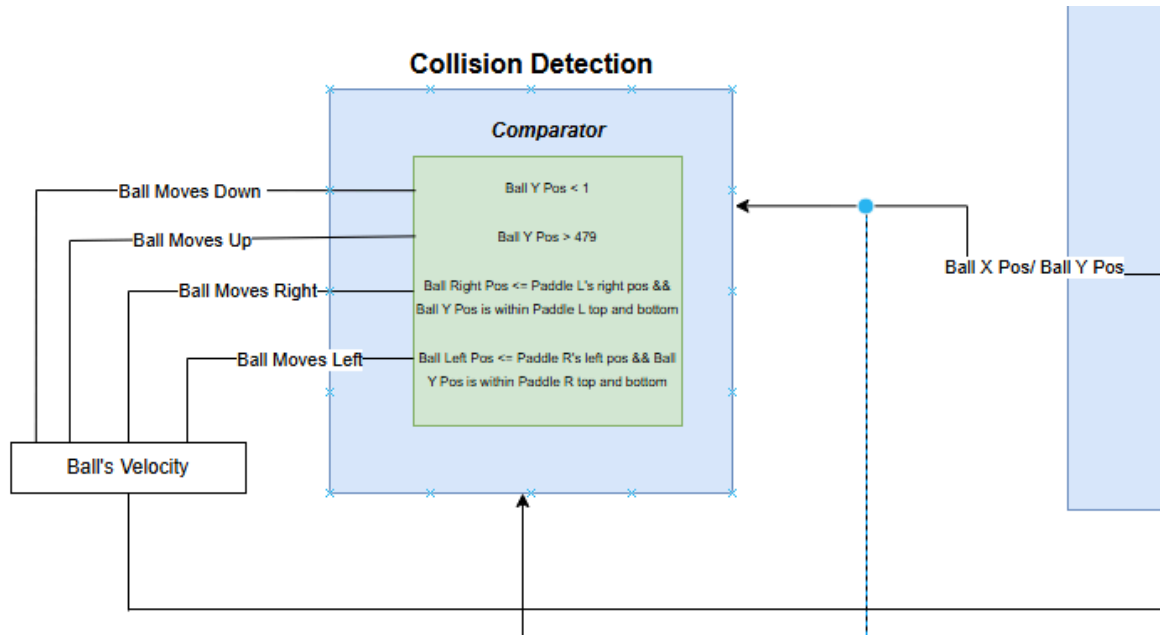 Collision Detection
Comparator
Ball Moves Down
Ball Y Pos < 1
Ball Moves Up
Ball Y Pos > 479
Ball X Pos/ Ball Y Pos
Ball Moves Right
Ball Right Pos <= Paddle L's right pos &&
Ball Y Pos is within Paddle L top and bottom
Ball Moves Left
Ball Left Pos <= Paddle R's left pos && Ball
Y Pos is within Paddle R top and bottom
Ball's Velocity